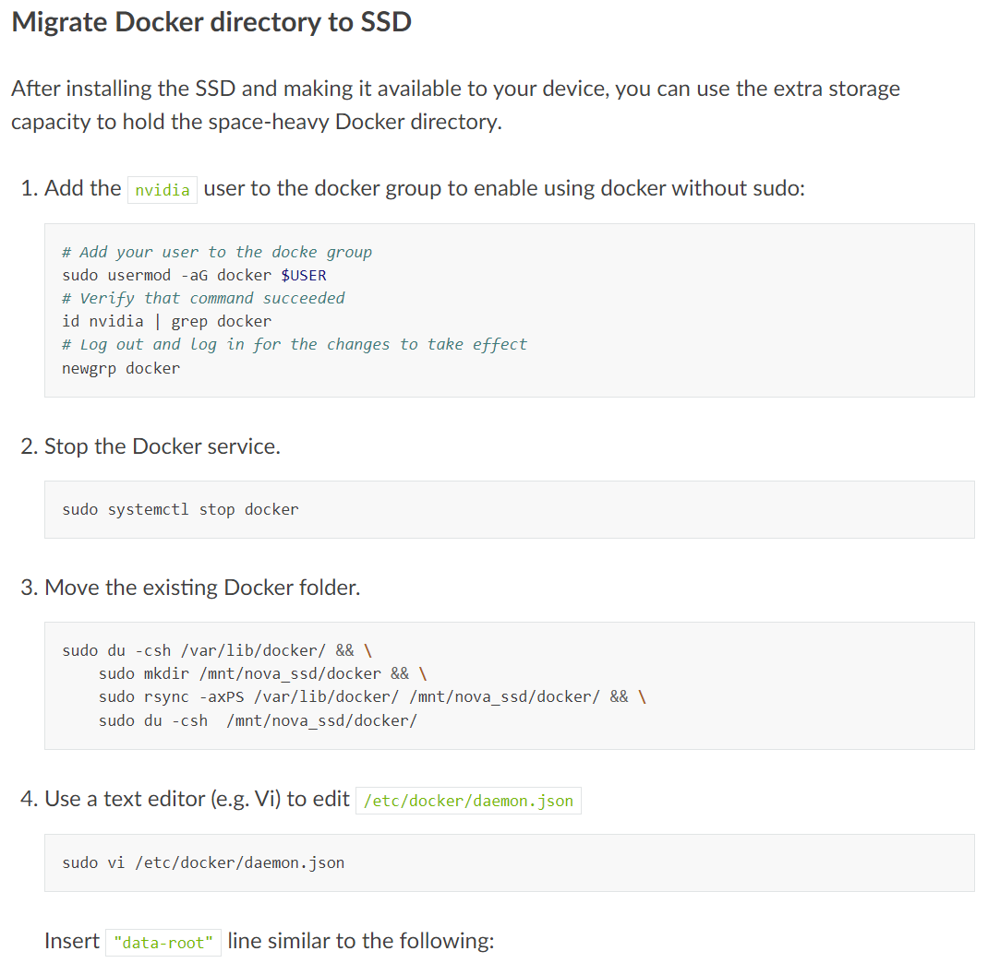 Migrate Docker directory to SSD
After installing the SSD and making it available to your device, you can use the extra storage
capacity to hold the space-heavy Docker directory.
1. Add the nvidia user to the docker group to enable using docker without sudo:
# Add your user to the docke group
sudo usermod -aG docker $USER
# Verify that command succeeded
id nvidia | grep docker
# Log out and log in for the changes to take effect
newgrp docker
2. Stop the Docker service.
sudo systemctl stop docker
3. Move the existing Docker folder.
sudo du -csh /var/lib/docker/ && \
    sudo mkdir /mnt/nova_ssd/docker && \
    sudo rsync -axPS /var/lib/docker/ /mnt/nova_ssd/docker/ && \
    sudo du -csh  /mnt/nova_ssd/docker/
4. Use a text editor (e.g. Vi) to edit /etc/docker/daemon.json
sudo vi /etc/docker/daemon.json
Insert "data-root" line similar to the following: